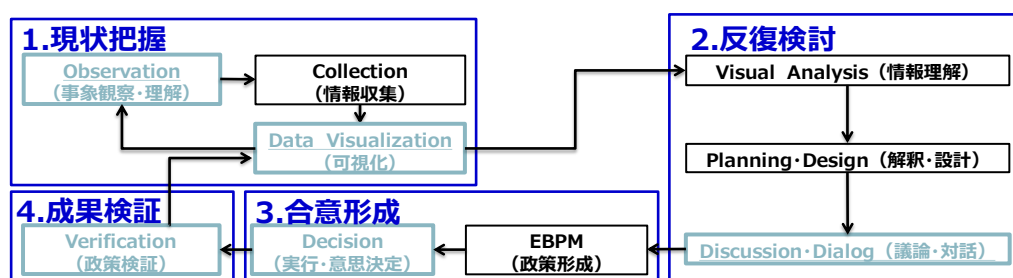 1.現状把握
Observation
(事象観察・理解)
Collection
(情報収集)
Data Visualization
(可視化)
2.反復検討
Visual Analysis (情報理解)
Planning・Design (解釈・設計)
Discussion・Dialog (議論・対話)
3.合意形成
EBPM
(政策形成)
Decision
(実行・意思決定)
4.成果検証
Verification
(政策検証)